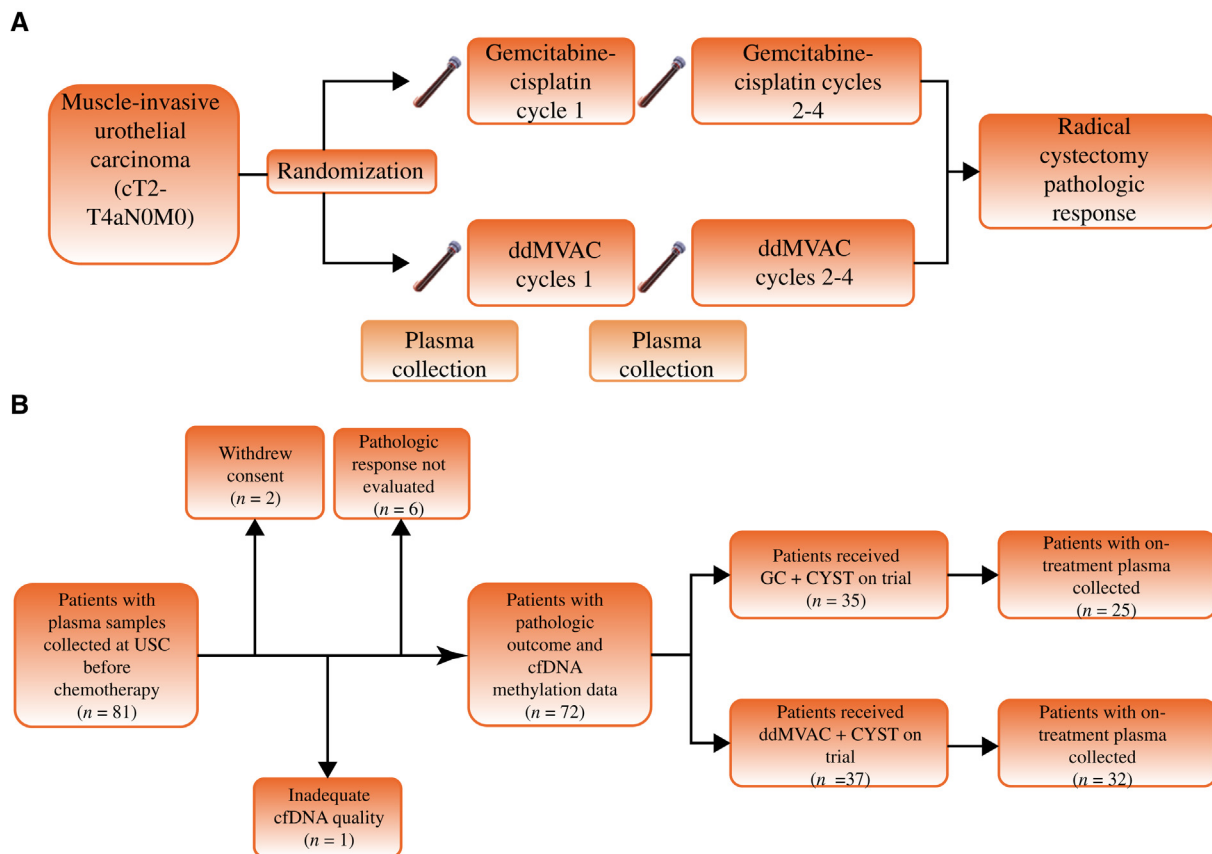 A
Muscle-invasive
urothelial
carcinoma
(cT2-
T4aN0M0)
Randomization
Gemcitabine-
cisplatin
cycle 1
Gemcitabine-
cisplatin cycles
2-4
ddMVAC
cycles 1
ddMVAC
cycles 2-4
Radical
cystectomy
pathologic
response
Plasma
collection
Plasma
collection
B
Patients with
plasma samples
collected at USC
before
chemotherapy
(n = 81)
Withdrew
consent
(n = 2)
Pathologic
response not
evaluated
(n = 6)
Inadequate
cfDNA quality
(n = 1)
Patients with
pathologic
outcome and
cfDNA
methylation data
(n = 72)
Patients received
GC + CYST on trial
(n = 35)
Patients with on-
treatment plasma
collected
(n = 25)
Patients received
ddMVAC + CYST on
trial
(n =37)
Patients with on-
treatment plasma
collected
(n = 32)